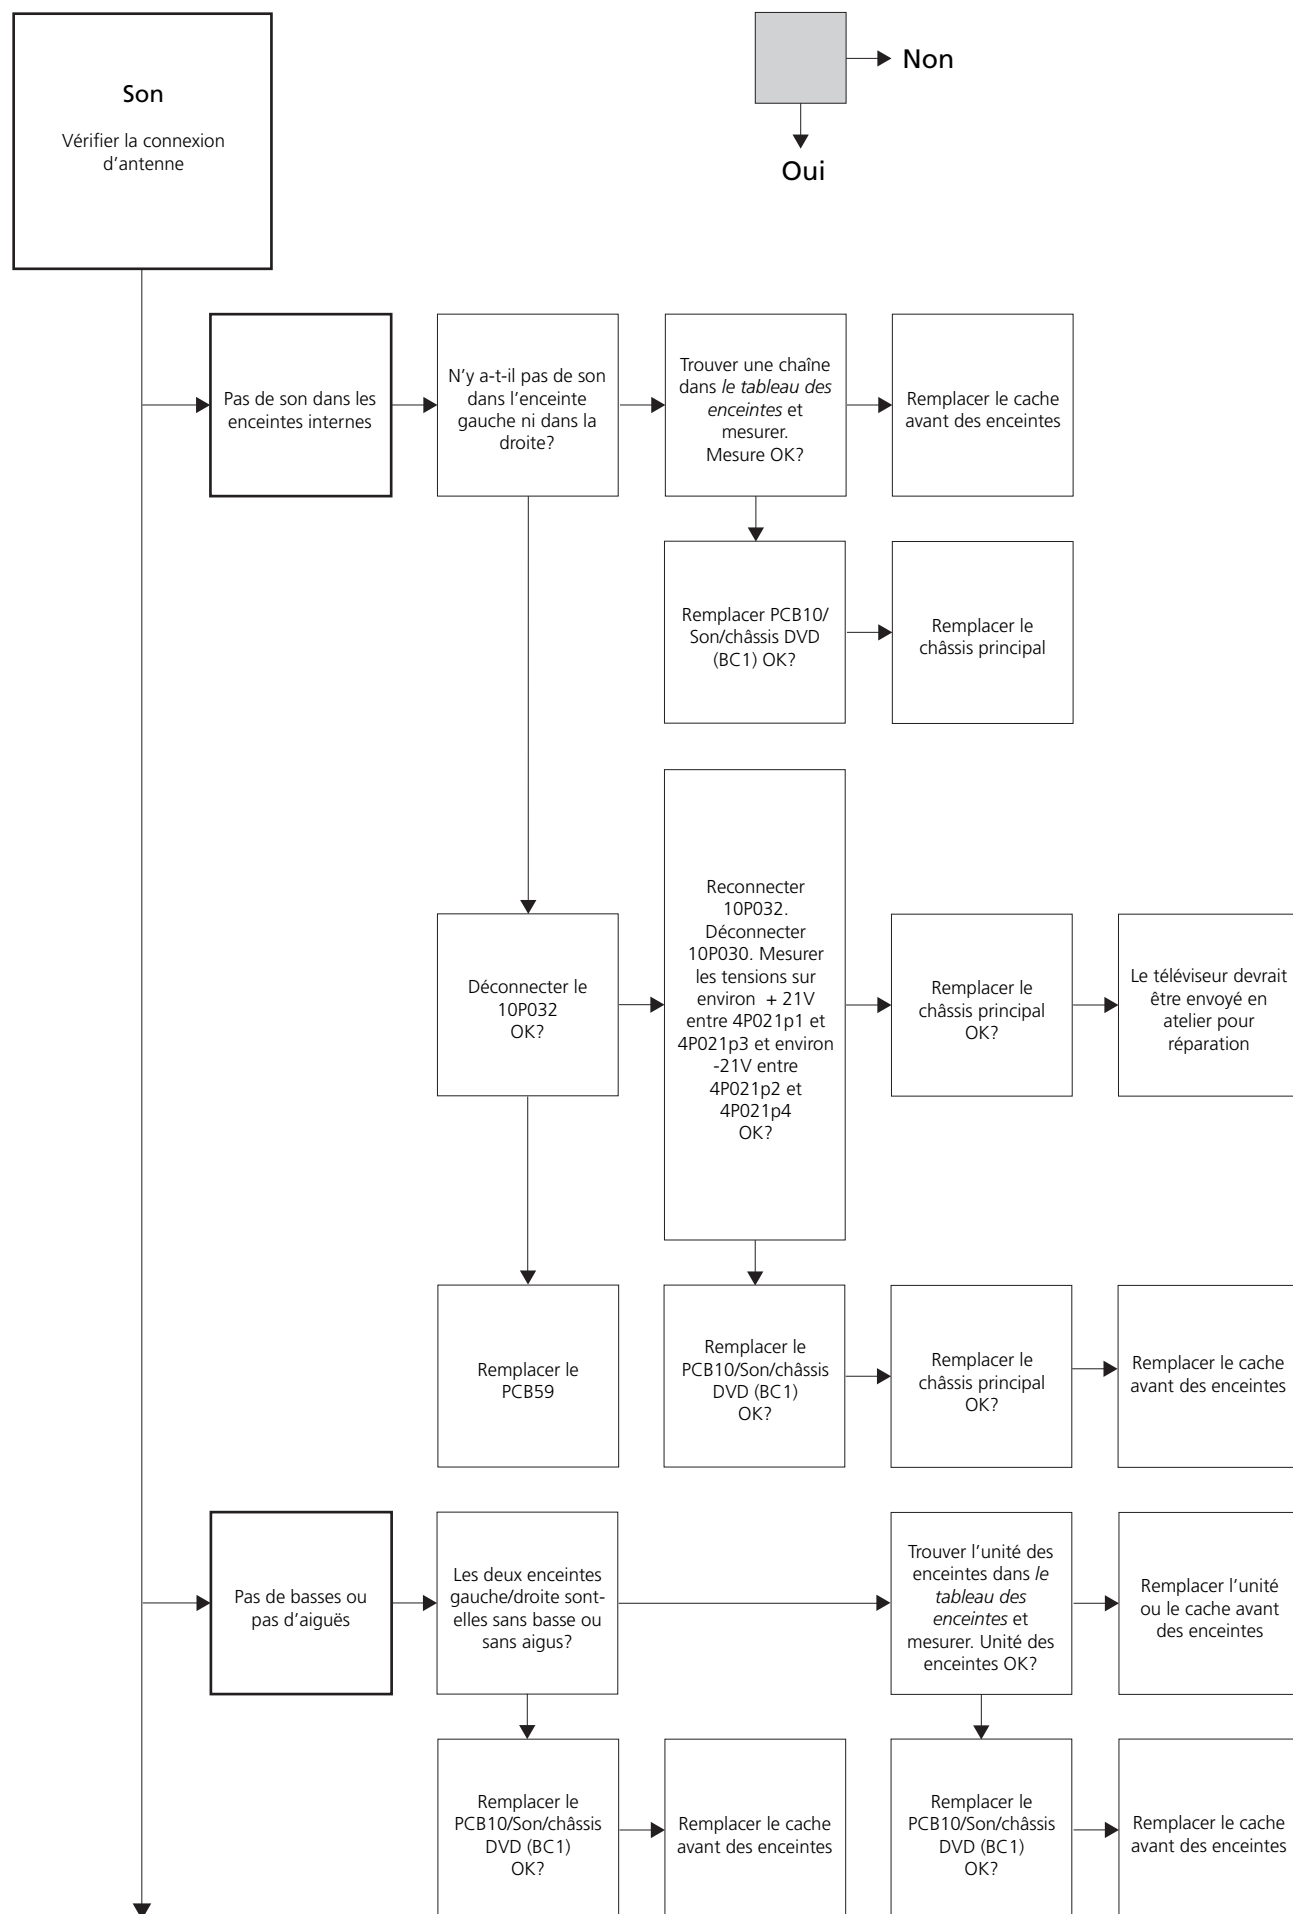 Son
Vérifier la connexion
d'antenne
Non
Oui
Pas de son dans les
enceintes internes
N'y a-t-il pas de son
dans l'enceinte
gauche ni dans la
droite?
Trouver une chaîne
dans le tableau des
enceintes et
mesurer.
Mesure OK?
Remplacer le cache
avant des enceintes
Remplacer PCB10/
Son/châssis DVD
(BC1) OK?
Remplacer le
châssis principal
Déconnecter le
10P032
OK?
Reconnecter
10P032.
Déconnecter
10P030. Mesurer
les tensions sur
environ + 21V
entre 4P021p1 et
4P021p3 et environ
-21V entre
4P021p2 et
4P021p4
OK?
Remplacer le
châssis principal
OK?
Le téléviseur devrait
être envoyé en
atelier pour
réparation
Remplacer le
PCB59
Remplacer le
PCB10/Son/châssis
DVD (BC1)
OK?
Remplacer le
châssis principal
OK?
Remplacer le cache
avant des enceintes
Pas de basses ou
pas d'aiguës
Les deux enceintes
gauche/droite sont-
elles sans basse ou
sans aigus?
Trouver l'unité des
enceintes dans le
tableau des
enceintes et
mesurer. Unité des
enceintes OK?
Remplacer l'unité
ou le cache avant
des enceintes
Remplacer le
PCB10/Son/châssis
DVD (BC1)
OK?
Remplacer le cache
avant des enceintes
Remplacer le
PCB10/Son/châssis
DVD (BC1)
OK?
Remplacer le cache
avant des enceintes